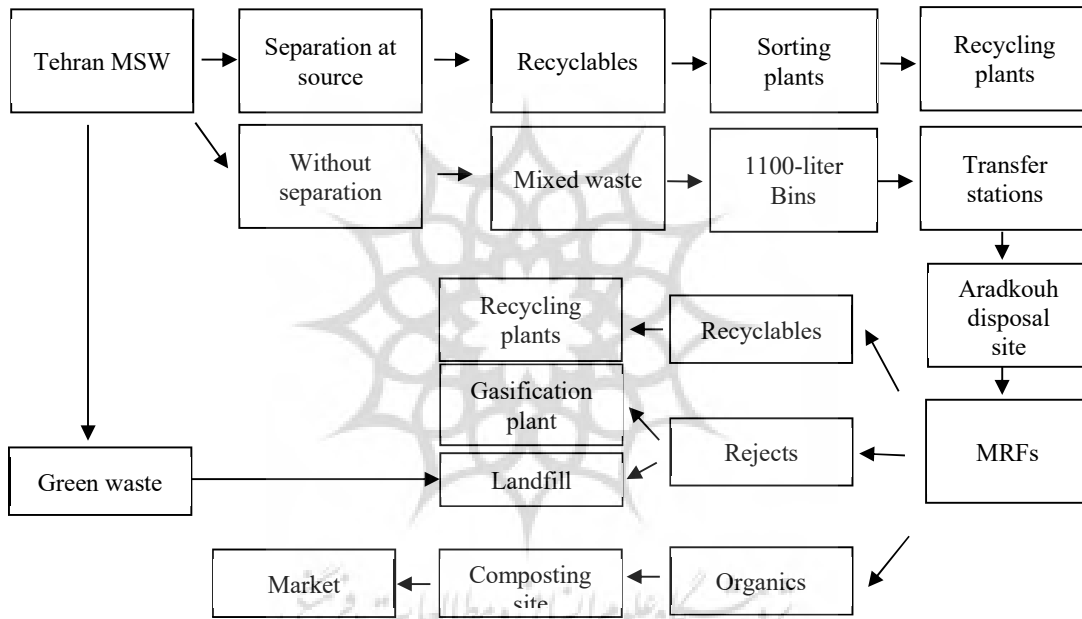 Tehran MSW
Separation at
source
Recyclables
Sorting
plants
Recycling
plants
Without
separation
Mixed waste
1100-liter
Bins
Transfer
stations
Aradkouh
disposal
site
Recycling
plants
Recyclables
Gasification
plant
Rejects
MRFs
Green waste
Landfill
Market
Composting
site
Organics